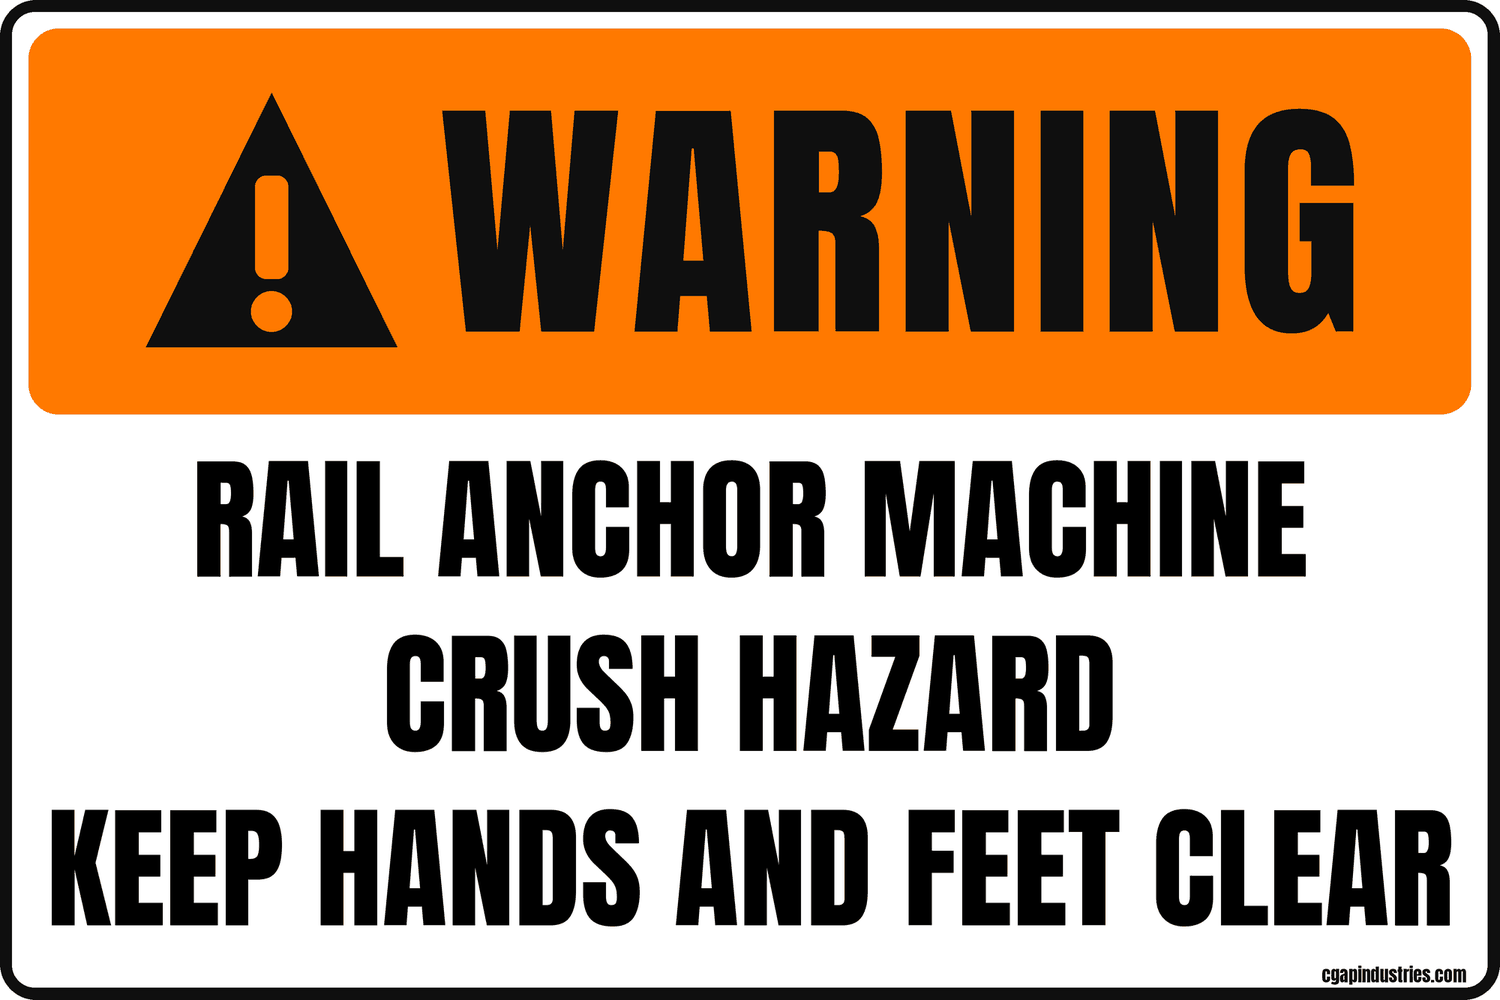 WARNING
RAIL ANCHOR MACHINE
CRUSH HAZARD
KEEP HANDS AND FEET CLEAR
cgapindustries.com